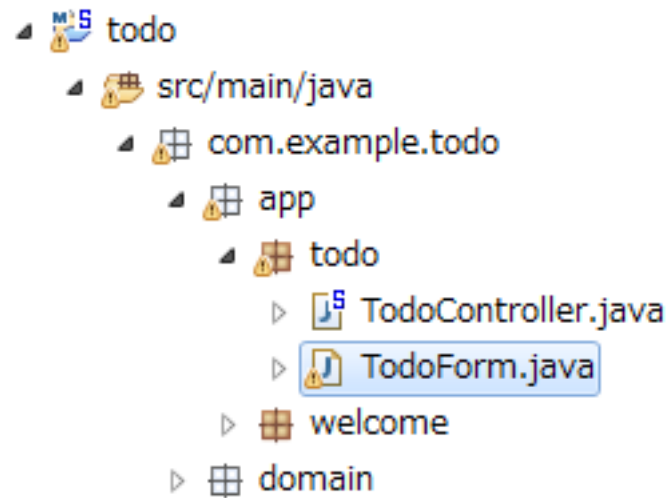 todo
src/main/java
com.example.todo
app
todo
TodoController.java
TodoForm.java
welcome
domain